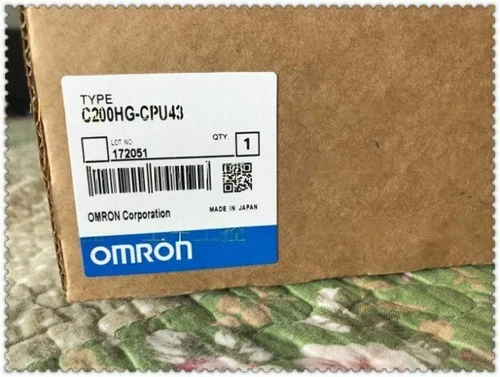 TYPE
C200HG-CPU43
LOT NO.
QTY.
172051
1
OMRON Corporation
MADE IN JAPAN
OMRON